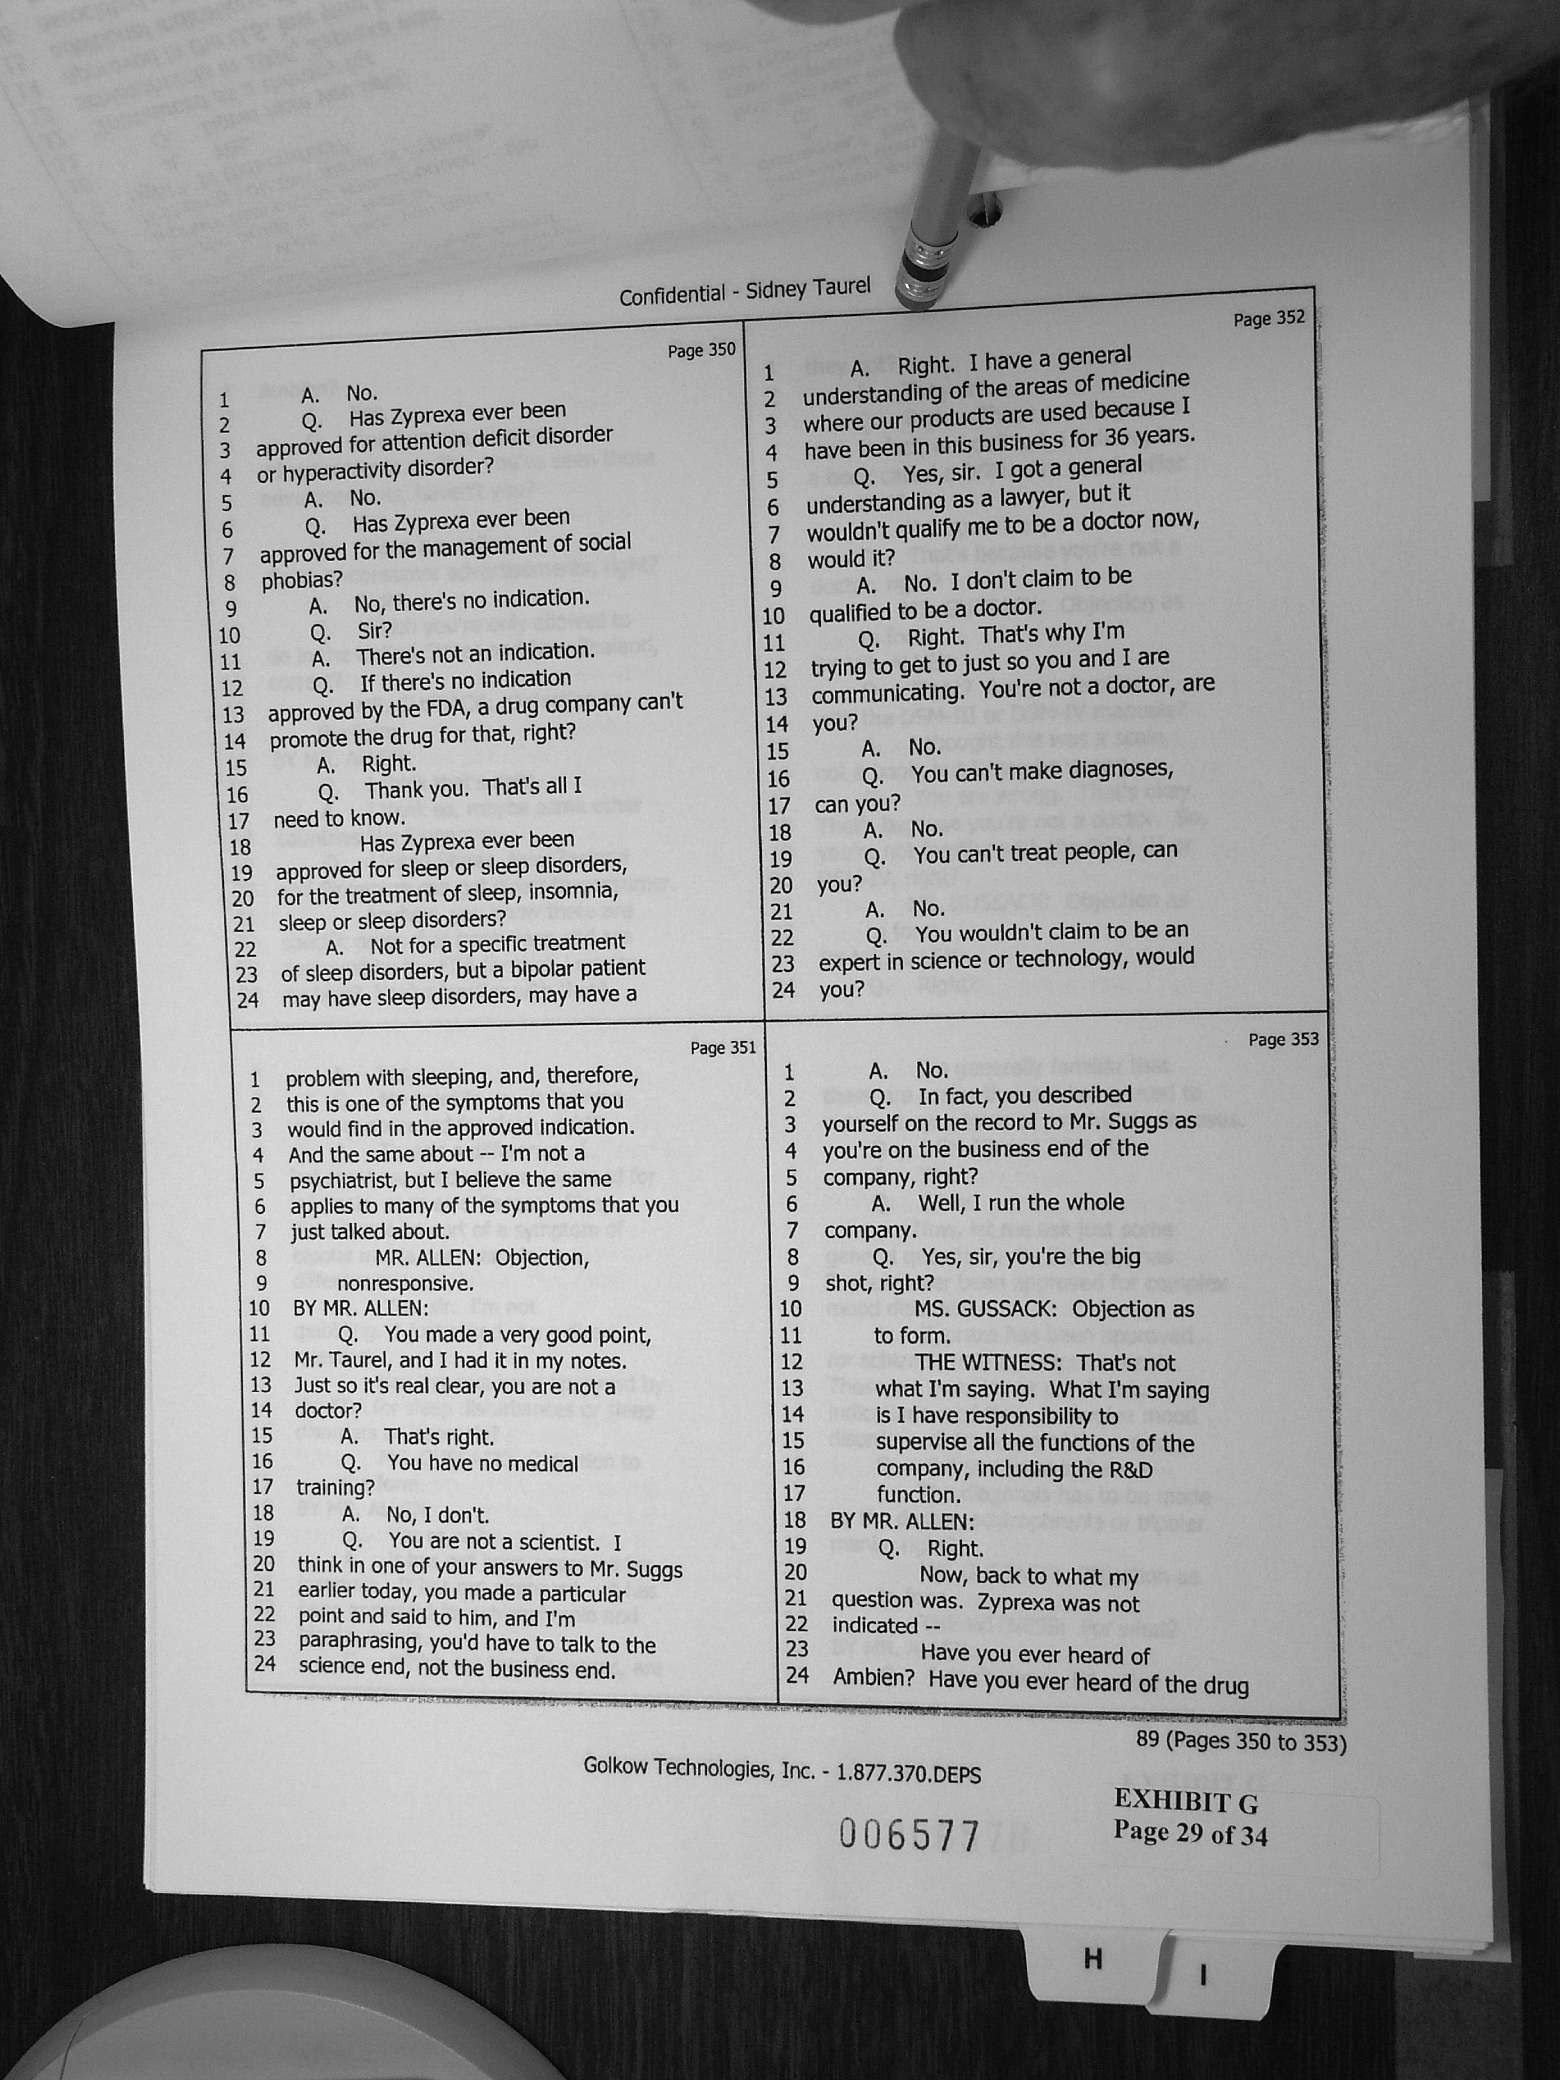 Confidential - Sidney Taurel
Page 350
1 A. No.
2 Q. Has Zyprexa ever been
3 approved for attention deficit disorder
4 or hyperactivity disorder?
5 A. No.
6 Q. Has Zyprexa ever been
7 approved for the management of social
8 phobias?
9 A. No, there's no indication.
10 Q. Sir?
11 A. There's not an indication.
12 Q. If there's no indication
13 approved by the FDA, a drug company can't
14 promote the drug for that, right?
15 A. Right.
16 Q. Thank you. That's all I
17 need to know.
18 Has Zyprexa ever been
19 approved for sleep or sleep disorders,
20 for the treatment of sleep, insomnia,
21 sleep or sleep disorders?
22 A. Not for a specific treatment
23 of sleep disorders, but a bipolar patient
24 may have sleep disorders, may have a
Page 351
1 problem with sleeping, and, therefore,
2 this is one of the symptoms that you
3 would find in the approved indication.
4 And the same about -- I'm not a
5 psychiatrist, but I believe the same
6 applies to many of the symptoms that you
7 just talked about.
8 MR. ALLEN: Objection,
9 nonresponsive.
10 BY MR. ALLEN:
11 Q. You made a very good point,
12 Mr. Taurel, and I had it in my notes.
13 Just so it's real clear, you are not a
14 doctor?
15 A. That's right.
16 Q. You have no medical
17 training?
18 A. No, I don't.
19 Q. You are not a scientist. I
20 think in one of your answers to Mr. Suggs
21 earlier today, you made a particular
22 point and said to him, and I'm
23 paraphrasing, you'd have to talk to the
24 science end, not the business end.
Page 352
1 A. Right. I have a general
2 understanding of the areas of medicine
3 where our products are used because I
4 have been in this business for 36 years.
5 Q. Yes, sir. I got a general
6 understanding as a lawyer, but it
7 wouldn't qualify me to be a doctor now,
8 would it?
9 A. No. I don't claim to be
10 qualified to be a doctor.
11 Q. Right. That's why I'm
12 trying to get to just so you and I are
13 communicating. You're not a doctor, are
14 you?
15 A. No.
16 Q. You can't make diagnoses,
17 can you?
18 A. No.
19 Q. You can't treat people, can
20 you?
21 A. No.
22 Q. You wouldn't claim to be an
23 expert in science or technology, would
24 you?
Page 353
1 A. No.
2 Q. In fact, you described
3 yourself on the record to Mr. Suggs as
4 you're on the business end of the
5 company, right?
6 A. Well, I run the whole
7 company.
8 Q. Yes, sir, you're the big
9 shot, right?
10 MS. GUSSACK: Objection as
11 to form.
12 THE WITNESS: That's not
13 what I'm saying. What I'm saying
14 is I have responsibility to
15 supervise all the functions of the
16 company, including the R&D
17 function.
18 BY MR. ALLEN:
19 Q. Right.
20 Now, back to what my
21 question was. Zyprexa was not
22 indicated --
23 Have you ever heard of
24 Ambien? Have you ever heard of the drug
89 (Pages 350 to 353)
Golkow Technologies, Inc. - 1.877.370.DEPS
EXHIBIT G
Page 29 of 34
006577
H
I